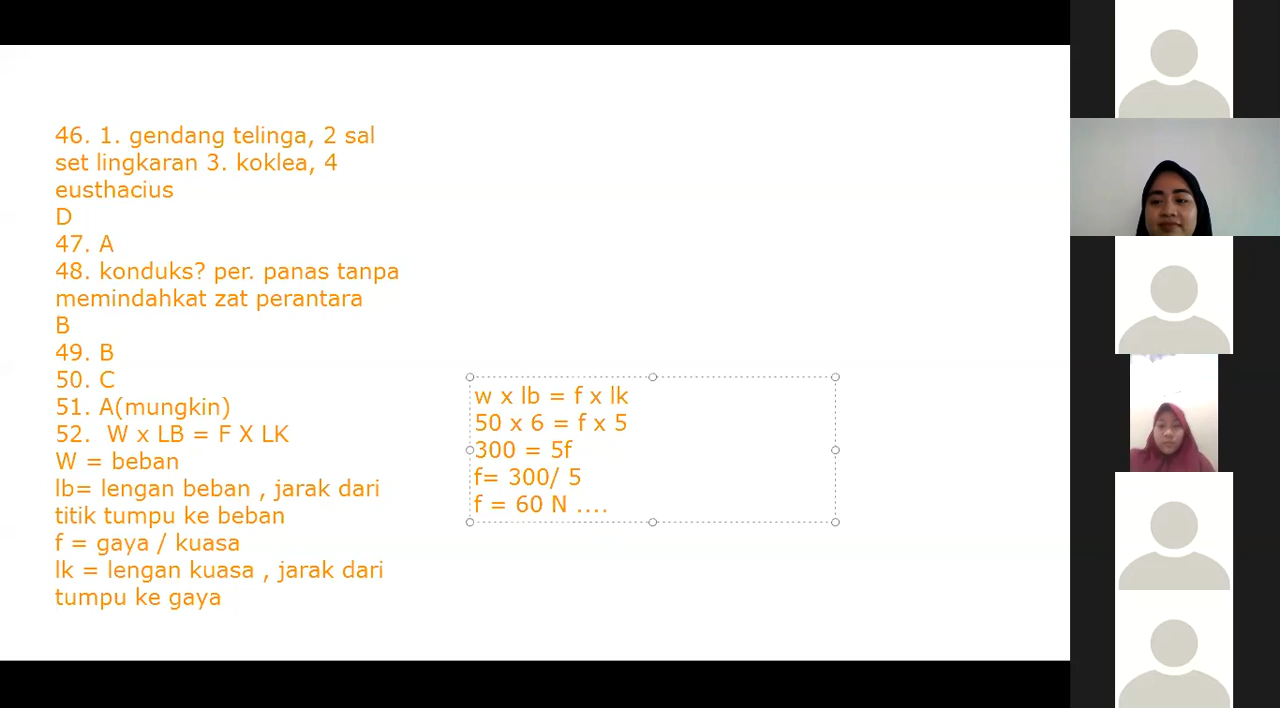 46. 1. gendang telinga, 2 sal
set lingkaran 3. koklea, 4
eusthacius
D
47. A
48. konduks? per. panas tanpa
memindahkat zat perantara
B
49. B
50. C
51. A(mungkin)
52.  W x LB = F X LK
W = beban
lb= lengan beban , jarak dari
titik tumpu ke beban
f = gaya / kuasa
lk = lengan kuasa , jarak dari
tumpu ke gaya
w x lb = f x lk
50 x 6 = f x 5
300 = 5f
f= 300/ 5
f = 60 N ....